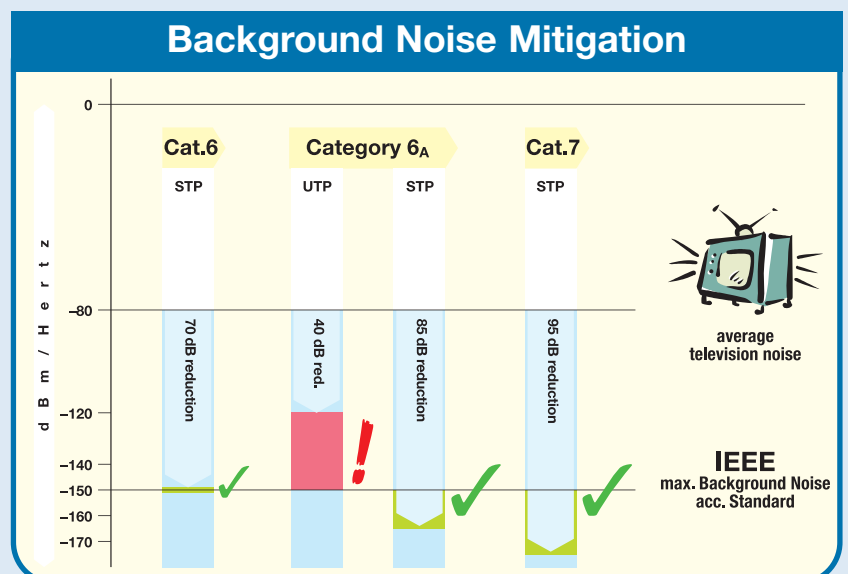 Background Noise Mitigation
0
Cat.6
Category 6A
Cat.7
STP
UTP
STP
STP
dBm/Hertz
–80
70 dB reduction
40 dB red.
85 dB reduction
95 dB reduction
average
television noise
–120
–140
–150
–160
–170
!
IEEE
max. Background Noise
acc. Standard